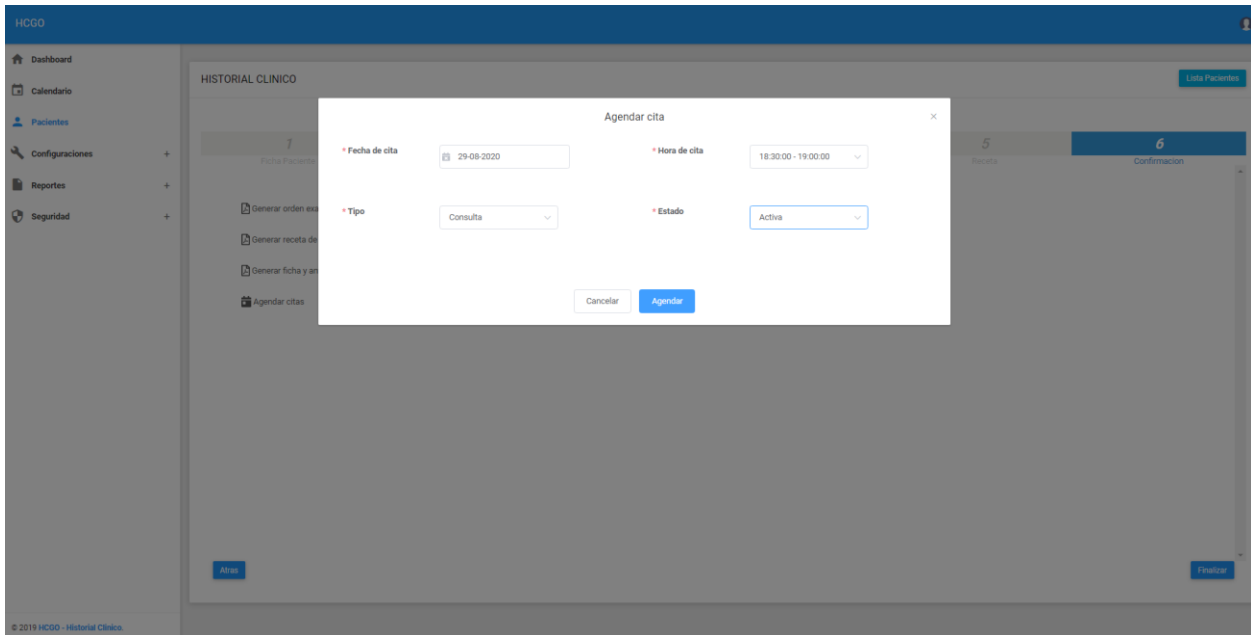 HCGO
Dashboard
Calendario
Pacientes
Configuraciones +
Reportes +
Seguridad +
HISTORIAL CLINICO
Lista Pacientes
1
Ficha Paciente
5
Receta
6
Confirmacion
Generar orden exa
Generar receta de
Generar ficha y an
Agendar citas
Agendar cita
* Fecha de cita 29-08-2020 * Hora de cita 18:30:00 - 19:00:00
* Tipo Consulta * Estado Activa
Cancelar Agendar
Atras Finalizar
© 2019 HCGO - Historial Clinico.